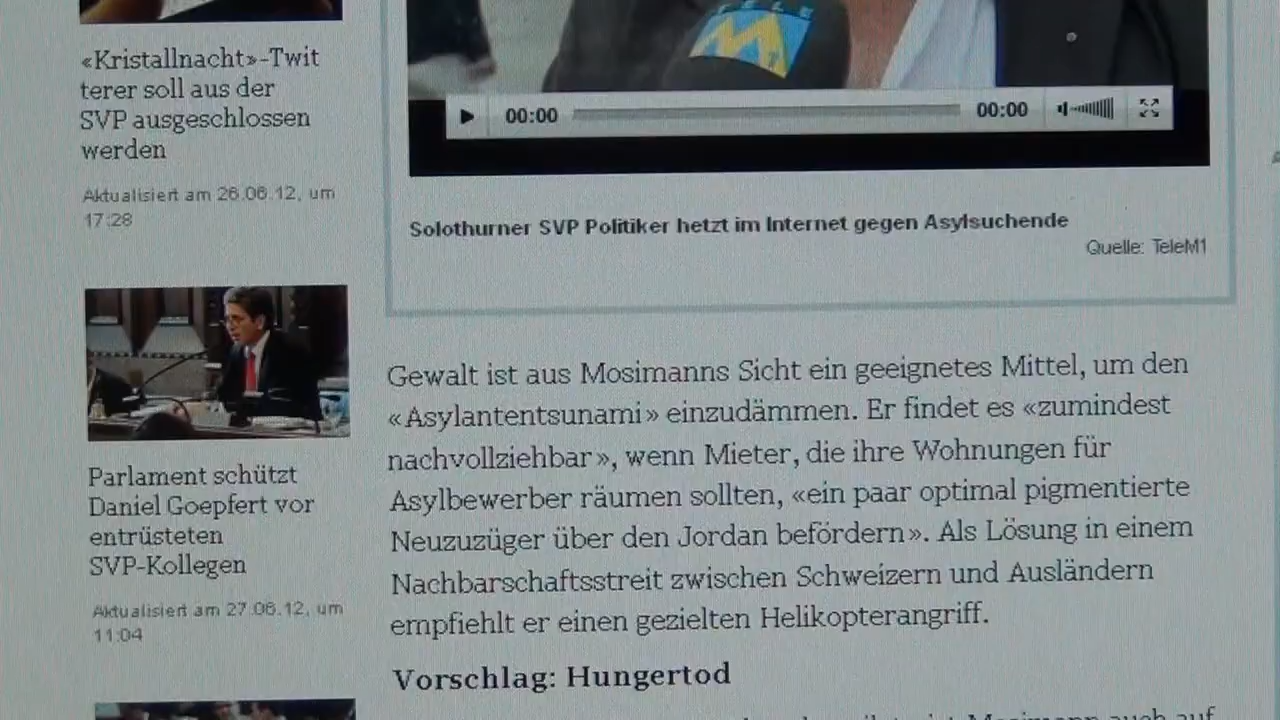 «Kristallnacht»-Twit
terer soll aus der
SVP ausgeschlossen
werden
Aktualisiert am 26.06.12, um
17:28
Parlament schützt
Daniel Goepfert vor
entrüsteten
SVP-Kollegen
Aktualisiert am 27.06.12, um
11:04
TELE
M
00:00 00:00
Solothurner SVP Politiker hetzt im Internet gegen Asylsuchende
Quelle: TeleM1
Gewalt ist aus Mosimanns Sicht ein geeignetes Mittel, um den
«Asylantentsunami» einzudämmen. Er findet es «zumindest
nachvollziehbar», wenn Mieter, die ihre Wohnungen für
Asylbewerber räumen sollten, «ein paar optimal pigmentierte
Neuzuzüger über den Jordan befördern». Als Lösung in einem
Nachbarschaftsstreit zwischen Schweizern und Ausländern
empfiehlt er einen gezielten Helikopterangriff.
Vorschlag: Hungertod
Mosimann auch auf